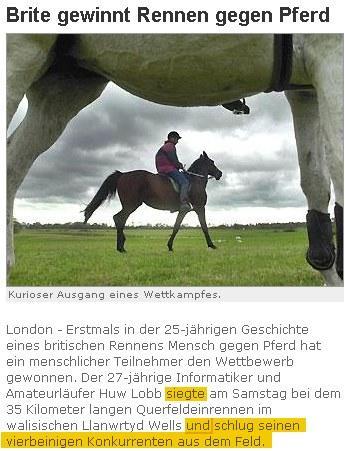 Brite gewinnt Rennen gegen Pferd
Kurioser Ausgang eines Wettkampfes.
London - Erstmals in der 25-jährigen Geschichte
eines britischen Rennens Mensch gegen Pferd hat
ein menschlicher Teilnehmer den Wettbewerb
gewonnen. Der 27-jährige Informatiker und
Amateurläufer Huw Lobb siegte am Samstag bei dem
35 Kilometer langen Querfeldeinrennen im
walisischen Llanwrtyd Wells und schlug seinen
vierbeinigen Konkurrenten aus dem Feld.